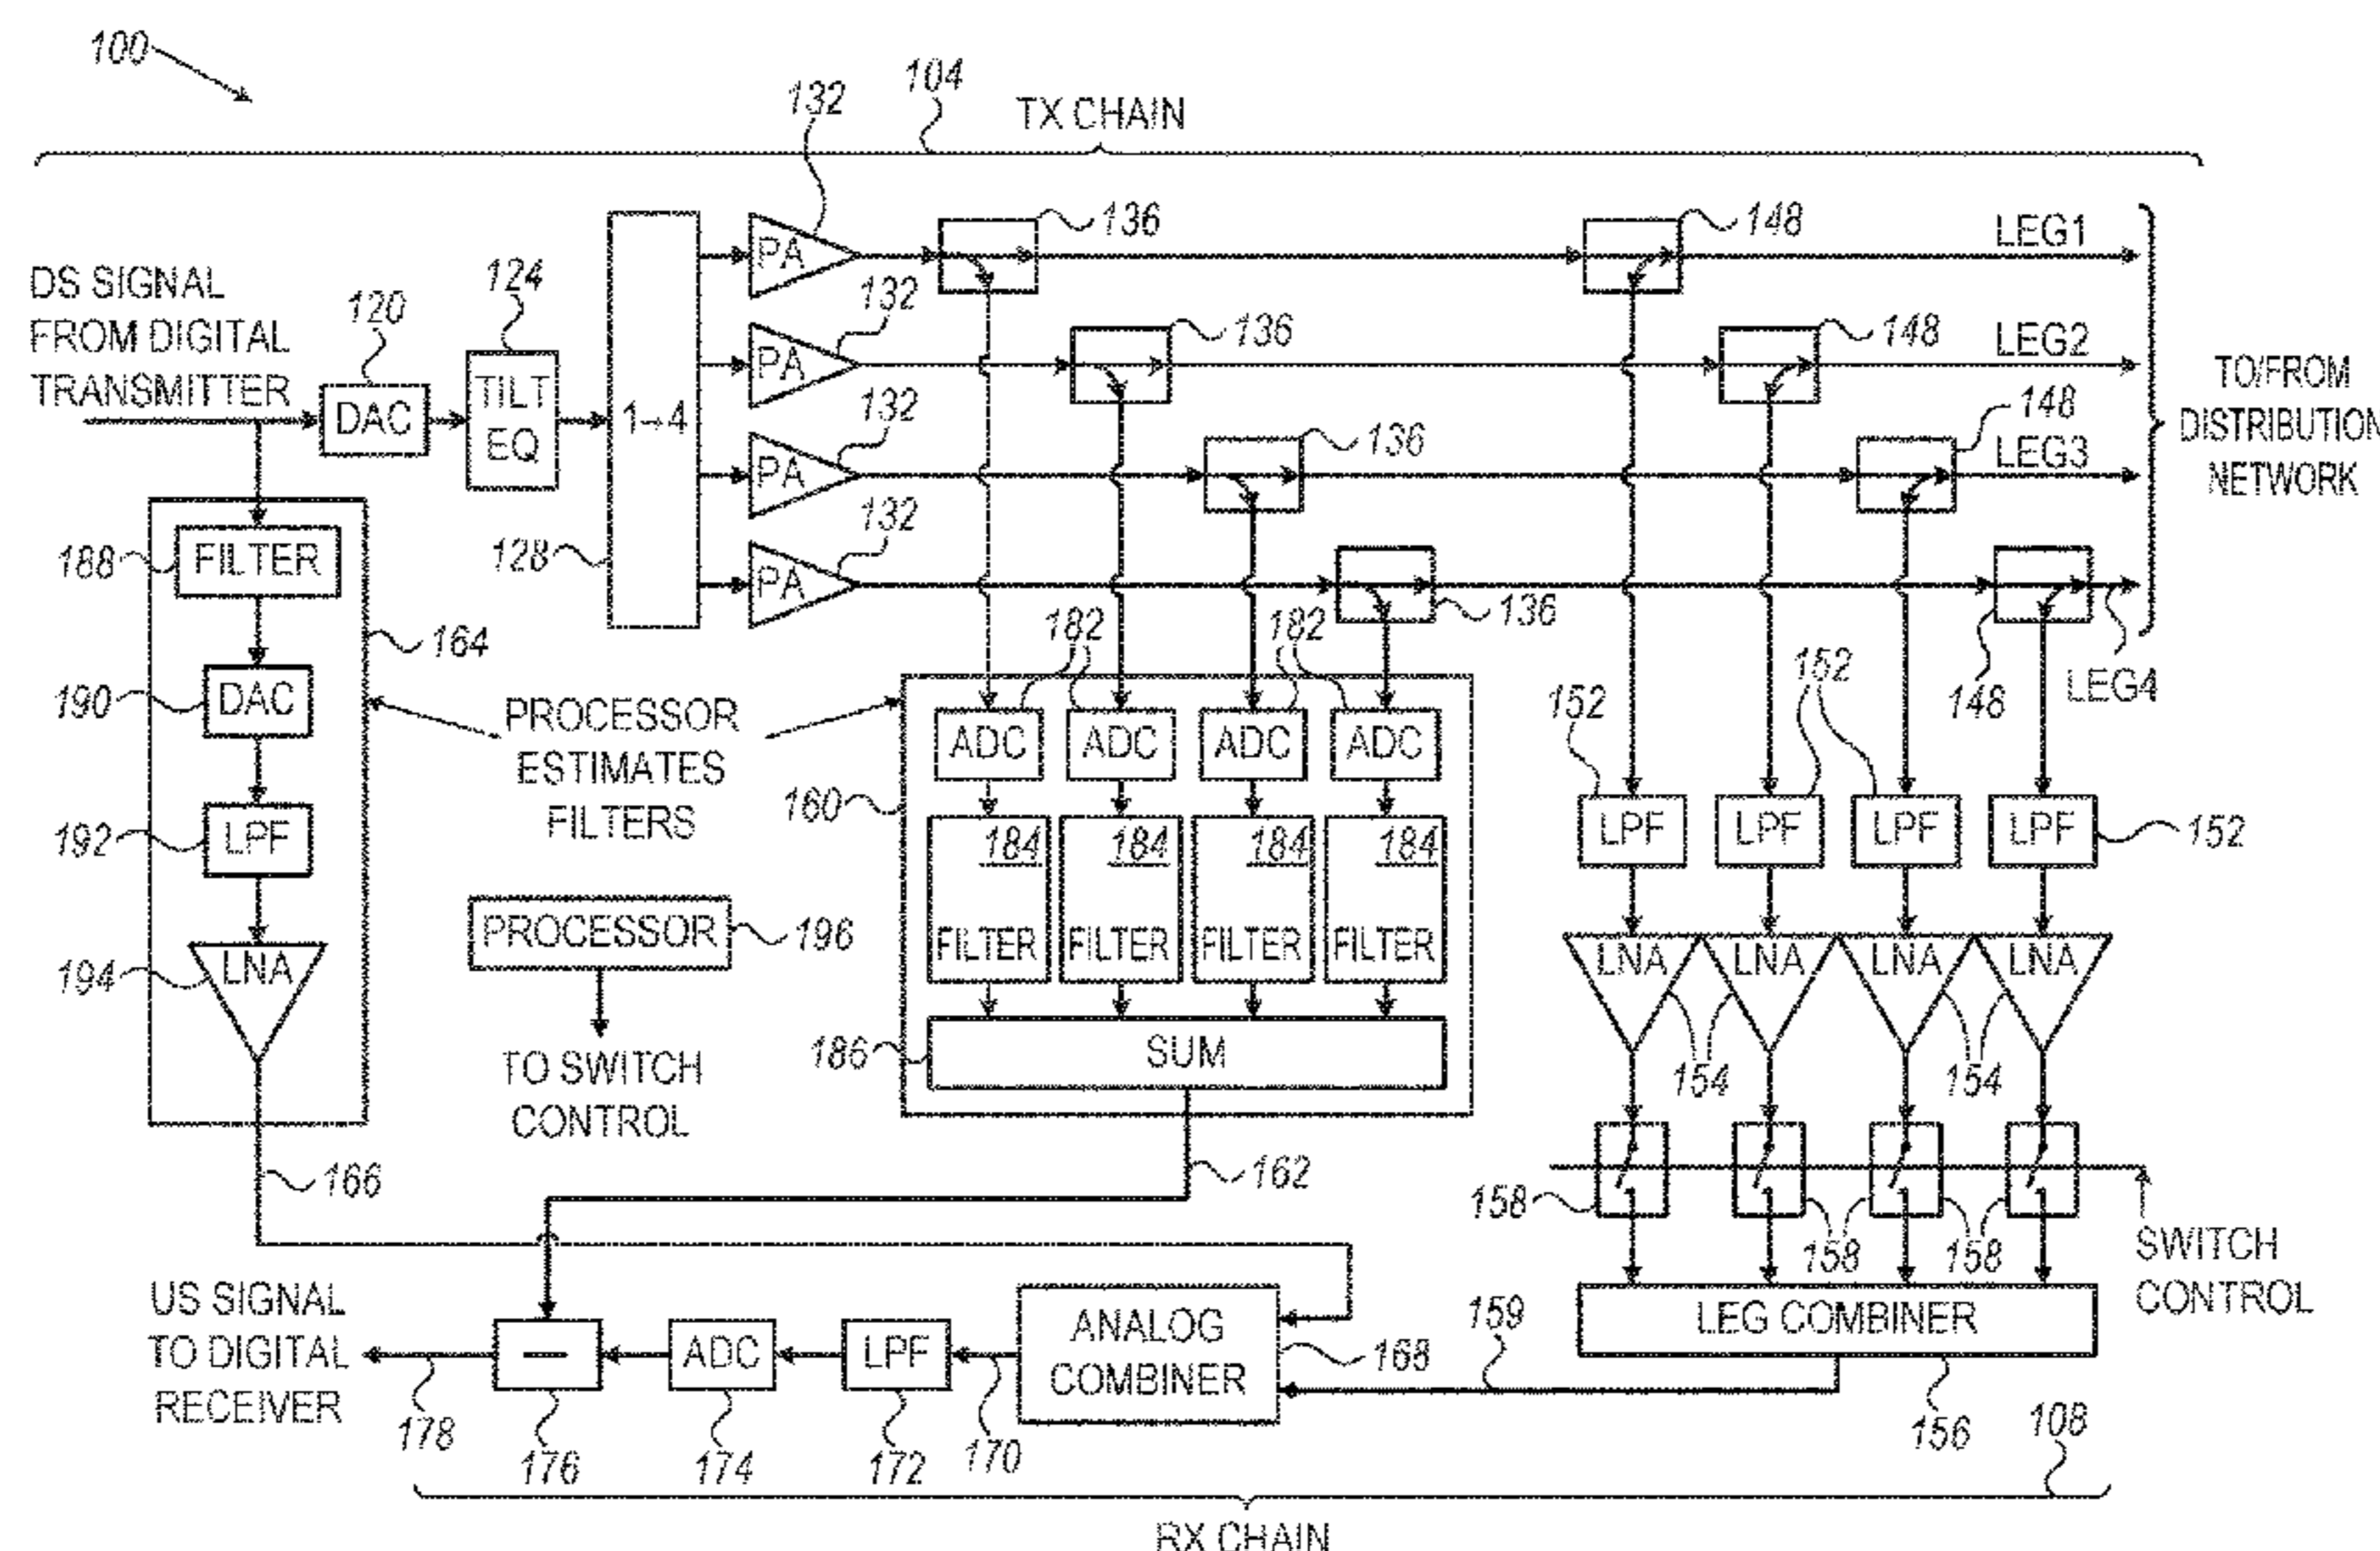 100
104
TX CHAIN
132
136
148
LEG1
DS SIGNAL
FROM DIGITAL
TRANSMITTER
120
124
DAC
TILT
EQ
1→4
128
PA
132
136
148
LEG2
PA
132
136
148
LEG3
PA
132
136
148
LEG4
PA
TO/FROM
DISTRIBUTION
NETWORK
188
FILTER
164
190
DAC
192
LPF
194
LNA
166
PROCESSOR
ESTIMATES
FILTERS
PROCESSOR
196
TO SWITCH
CONTROL
182
182
160
ADC
ADC
ADC
ADC
184
184
184
184
FILTER
FILTER
FILTER
FILTER
186
SUM
162
152
152
152
LPF
LPF
LPF
LPF
LNA
LNA
LNA
LNA
154
154
158
158
158
SWITCH
CONTROL
LEG COMBINER
156
159
ANALOG
COMBINER
168
170
LPF
172
ADC
174
176
178
US SIGNAL
TO DIGITAL
RECEIVER
108
RX CHAIN